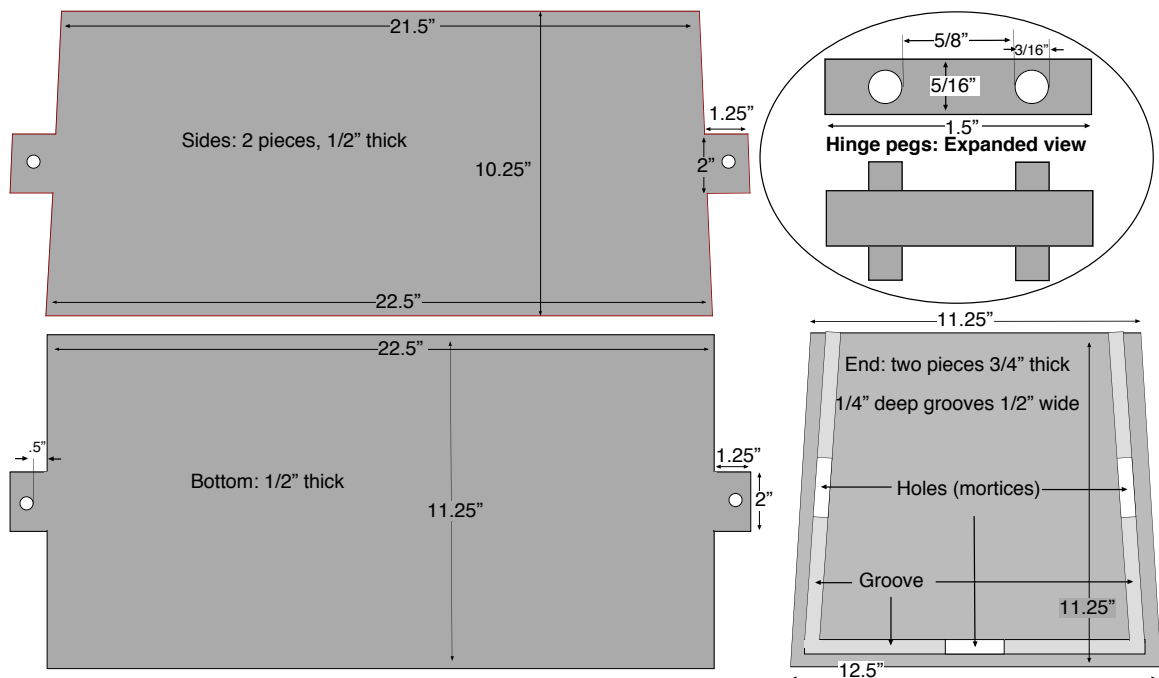 21.5”
Sides: 2 pieces, 1/2” thick
10.25”
1.25”
2”
22.5”
5/8”
3/16”
5/16”
1.5”
Hinge pegs: Expanded view
22.5”
.5”
Bottom: 1/2” thick
11.25”
1.25”
2”
11.25”
End: two pieces 3/4” thick
1/4” deep grooves 1/2” wide
Holes (mortices)
Groove
11.25”
12.5”